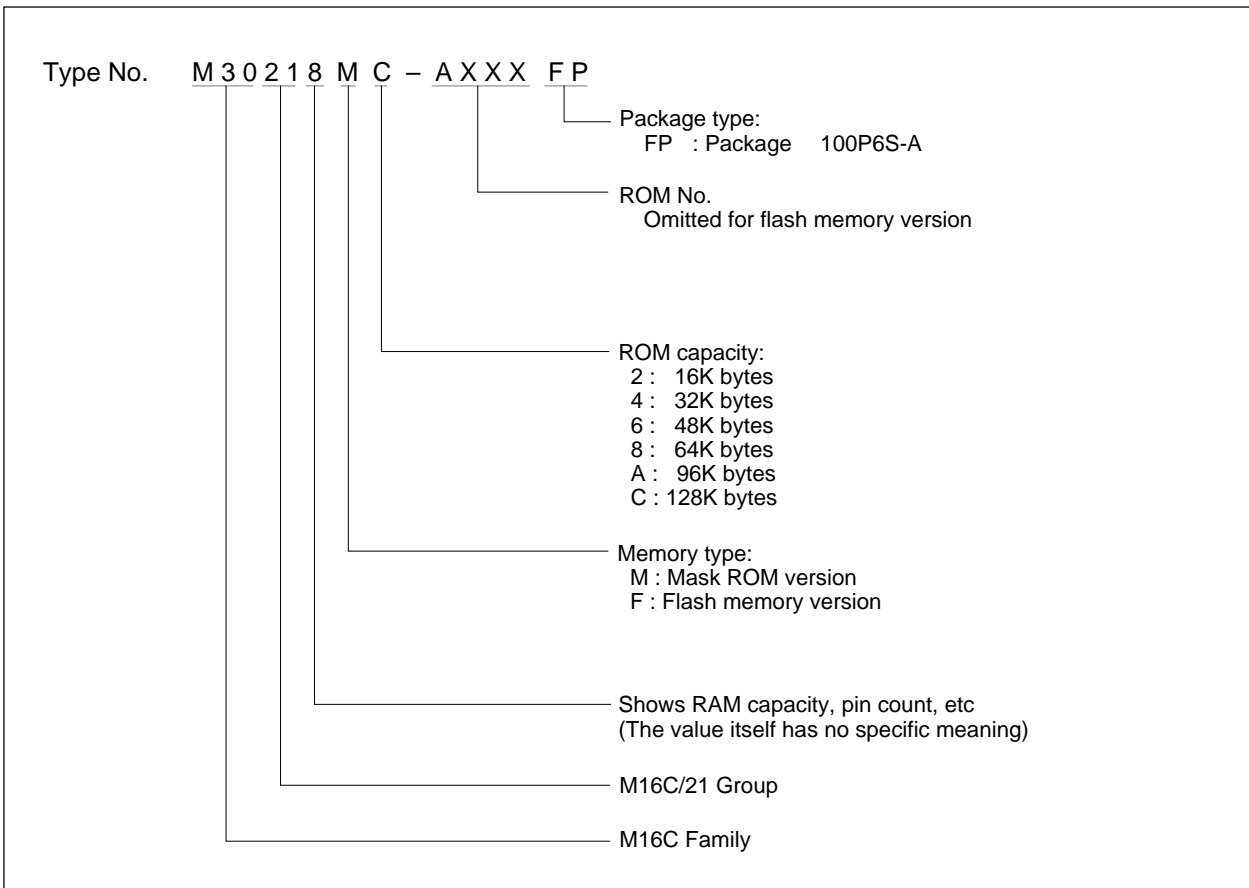 Type No. M 3 0 2 1 8 M C – A X X X F P
Package type:
FP : Package 100P6S-A
ROM No.
Omitted for flash memory version
ROM capacity:
2 : 16K bytes
4 : 32K bytes
6 : 48K bytes
8 : 64K bytes
A : 96K bytes
C : 128K bytes
Memory type:
M : Mask ROM version
F : Flash memory version
Shows RAM capacity, pin count, etc
(The value itself has no specific meaning)
M16C/21 Group
M16C Family